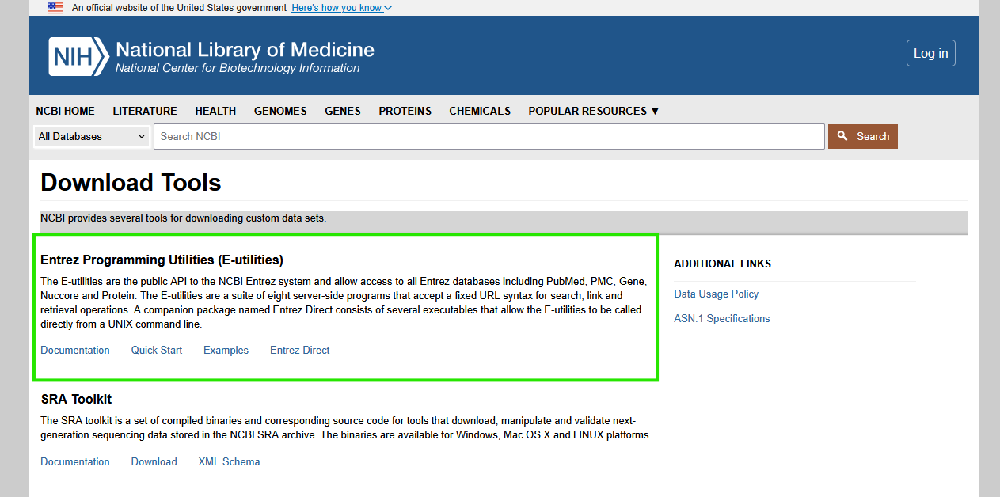 An official website of the United States government Here's how you know
NIH National Library of Medicine
National Center for Biotechnology Information
Log in
NCBI HOME LITERATURE HEALTH GENOMES GENES PROTEINS CHEMICALS POPULAR RESOURCES ▼
All Databases Search NCBI Search
Download Tools
NCBI provides several tools for downloading custom data sets.
Entrez Programming Utilities (E-utilities)
The E-utilities are the public API to the NCBI Entrez system and allow access to all Entrez databases including PubMed, PMC, Gene,
Nuccore and Protein. The E-utilities are a suite of eight server-side programs that accept a fixed URL syntax for search, link and
retrieval operations. A companion package named Entrez Direct consists of several executables that allow the E-utilities to be called
directly from a UNIX command line.
Documentation Quick Start Examples Entrez Direct
SRA Toolkit
The SRA toolkit is a set of compiled binaries and corresponding source code for tools that download, manipulate and validate next-
generation sequencing data stored in the NCBI SRA archive. The binaries are available for Windows, Mac OS X and LINUX platforms.
Documentation Download XML Schema
ADDITIONAL LINKS
Data Usage Policy
ASN.1 Specifications